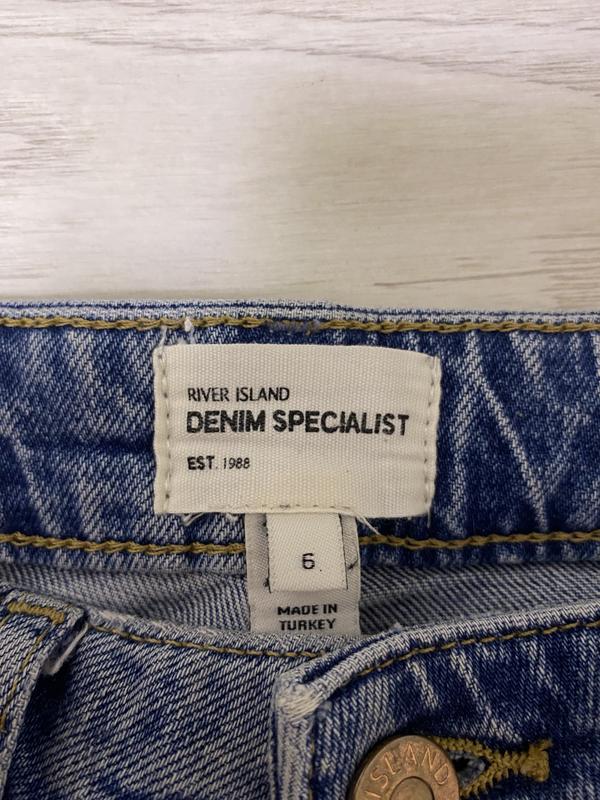 RIVER ISLAND
DENIM SPECIALIST
EST. 1988
6
MADE IN
TURKEY
ISLAND